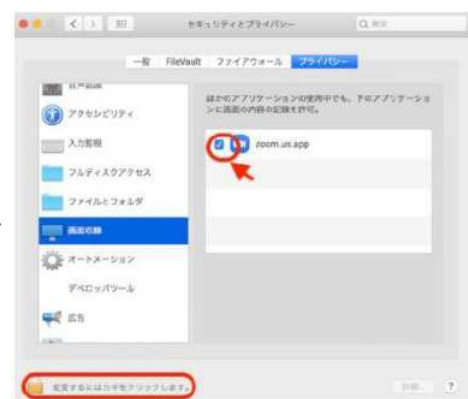 セキュリティとプライバシー
検索
一般 FileVault ファイアウォール プライバシー
音声認識
アクセシビリティ
入力監視
フルディスクアクセス
ファイルとフォルダ
画面収録
オートメーション
デベロッパツール
広告
ほかのアプリケーションの使用中でも、下のアプリケーショ
ンに画面の内容の記録を許可。
zoom.us.app
変更するにはカギをクリックします。
詳細...
?